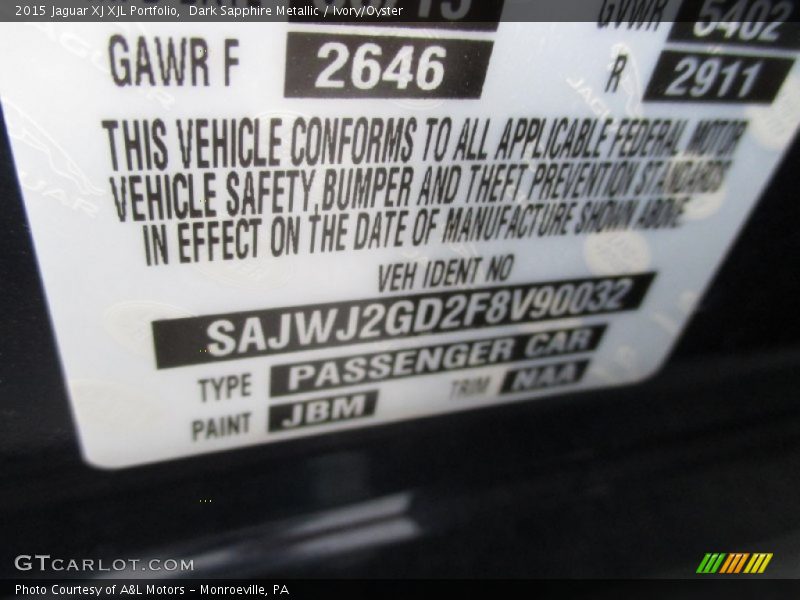 2015 Jaguar XJ XJL Portfolio, Dark Sapphire Metallic / Ivory/Oyster
15 GVWR 5402
GAWR F 2646 R 2911
THIS VEHICLE CONFORMS TO ALL APPLICABLE FEDERAL MOTOR
VEHICLE SAFETY, BUMPER AND THEFT PREVENTION STANDARDS
IN EFFECT ON THE DATE OF MANUFACTURE SHOWN ABOVE
VEH IDENT NO
SAJWJ2GD2F8V90032
TYPE PASSENGER CAR
PAINT JBM TRIM NAA
GTCARLOT.COM
Photo Courtesy of A&L Motors - Monroeville, PA